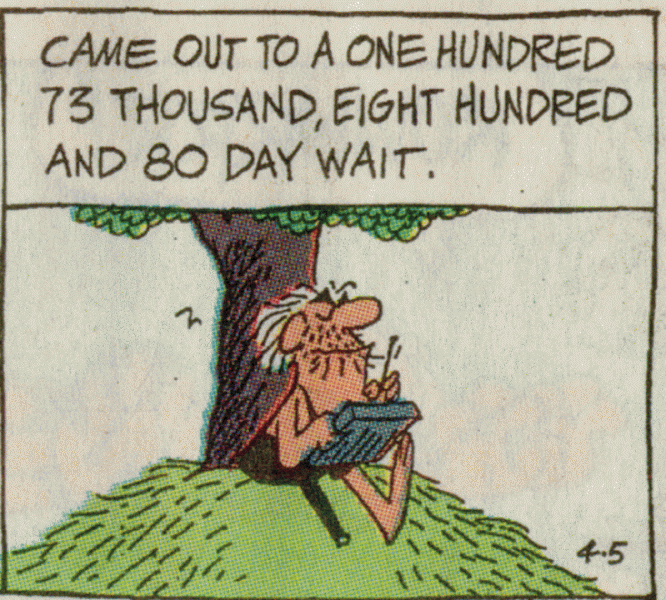 CAME OUT TO A ONE HUNDRED
73 THOUSAND, EIGHT HUNDRED
AND 80 DAY WAIT.
4-5